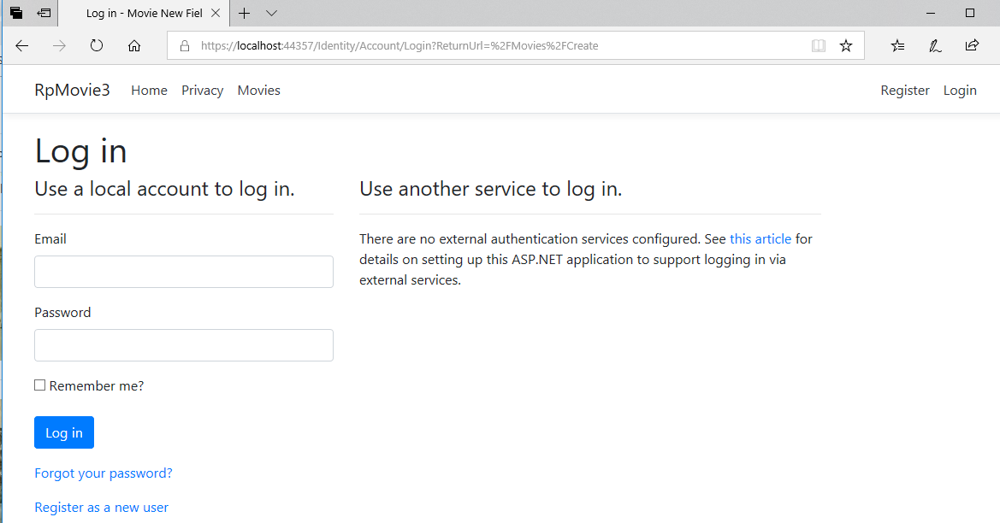 Log in - Movie New Fiel
https://localhost:44357/Identity/Account/Login?ReturnUrl=%2FMovies%2FCreate
RpMovie3 Home Privacy Movies Register Login
Log in
Use a local account to log in.
Email
Password
Remember me?
Log in
Forgot your password?
Register as a new user
Use another service to log in.
There are no external authentication services configured. See this article for
details on setting up this ASP.NET application to support logging in via
external services.